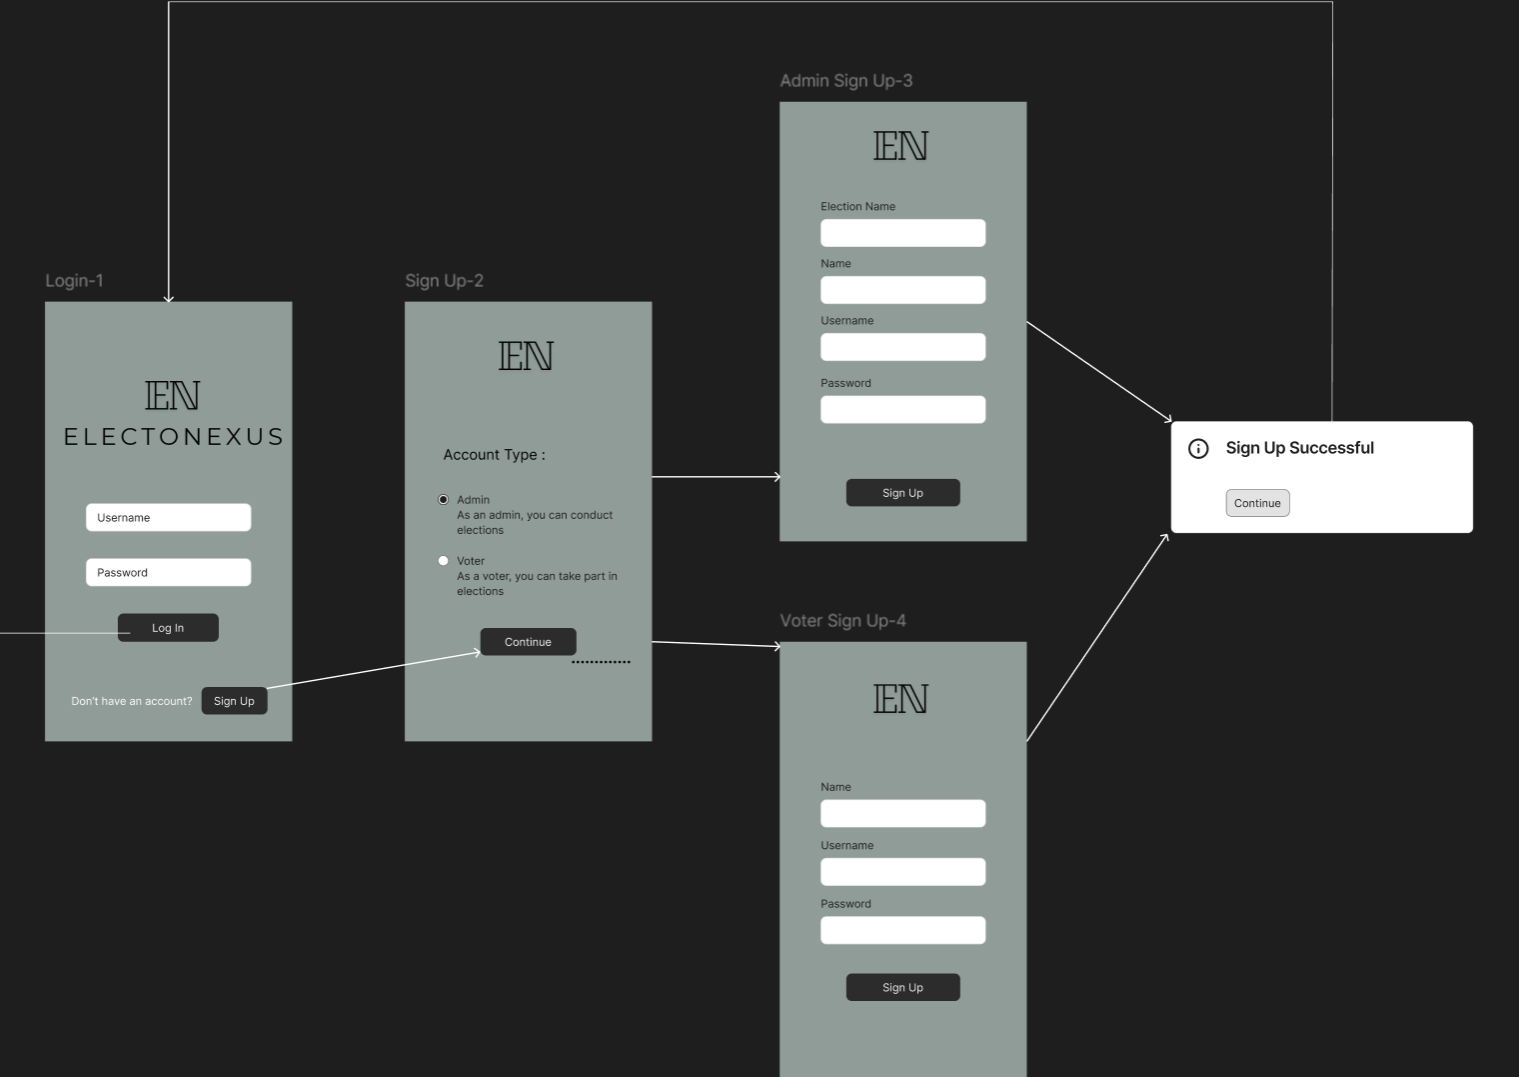 Login-1
EN
ELECTONEXUS
Username
Password
Log In
Don't have an account?
Sign Up
Sign Up-2
EN
Account Type :
Admin
As an admin, you can conduct
elections
Voter
As a voter, you can take part in
elections
Continue
Admin Sign Up-3
EN
Election Name
Name
Username
Password
Sign Up
Voter Sign Up-4
EN
Name
Username
Password
Sign Up
Sign Up Successful
Continue